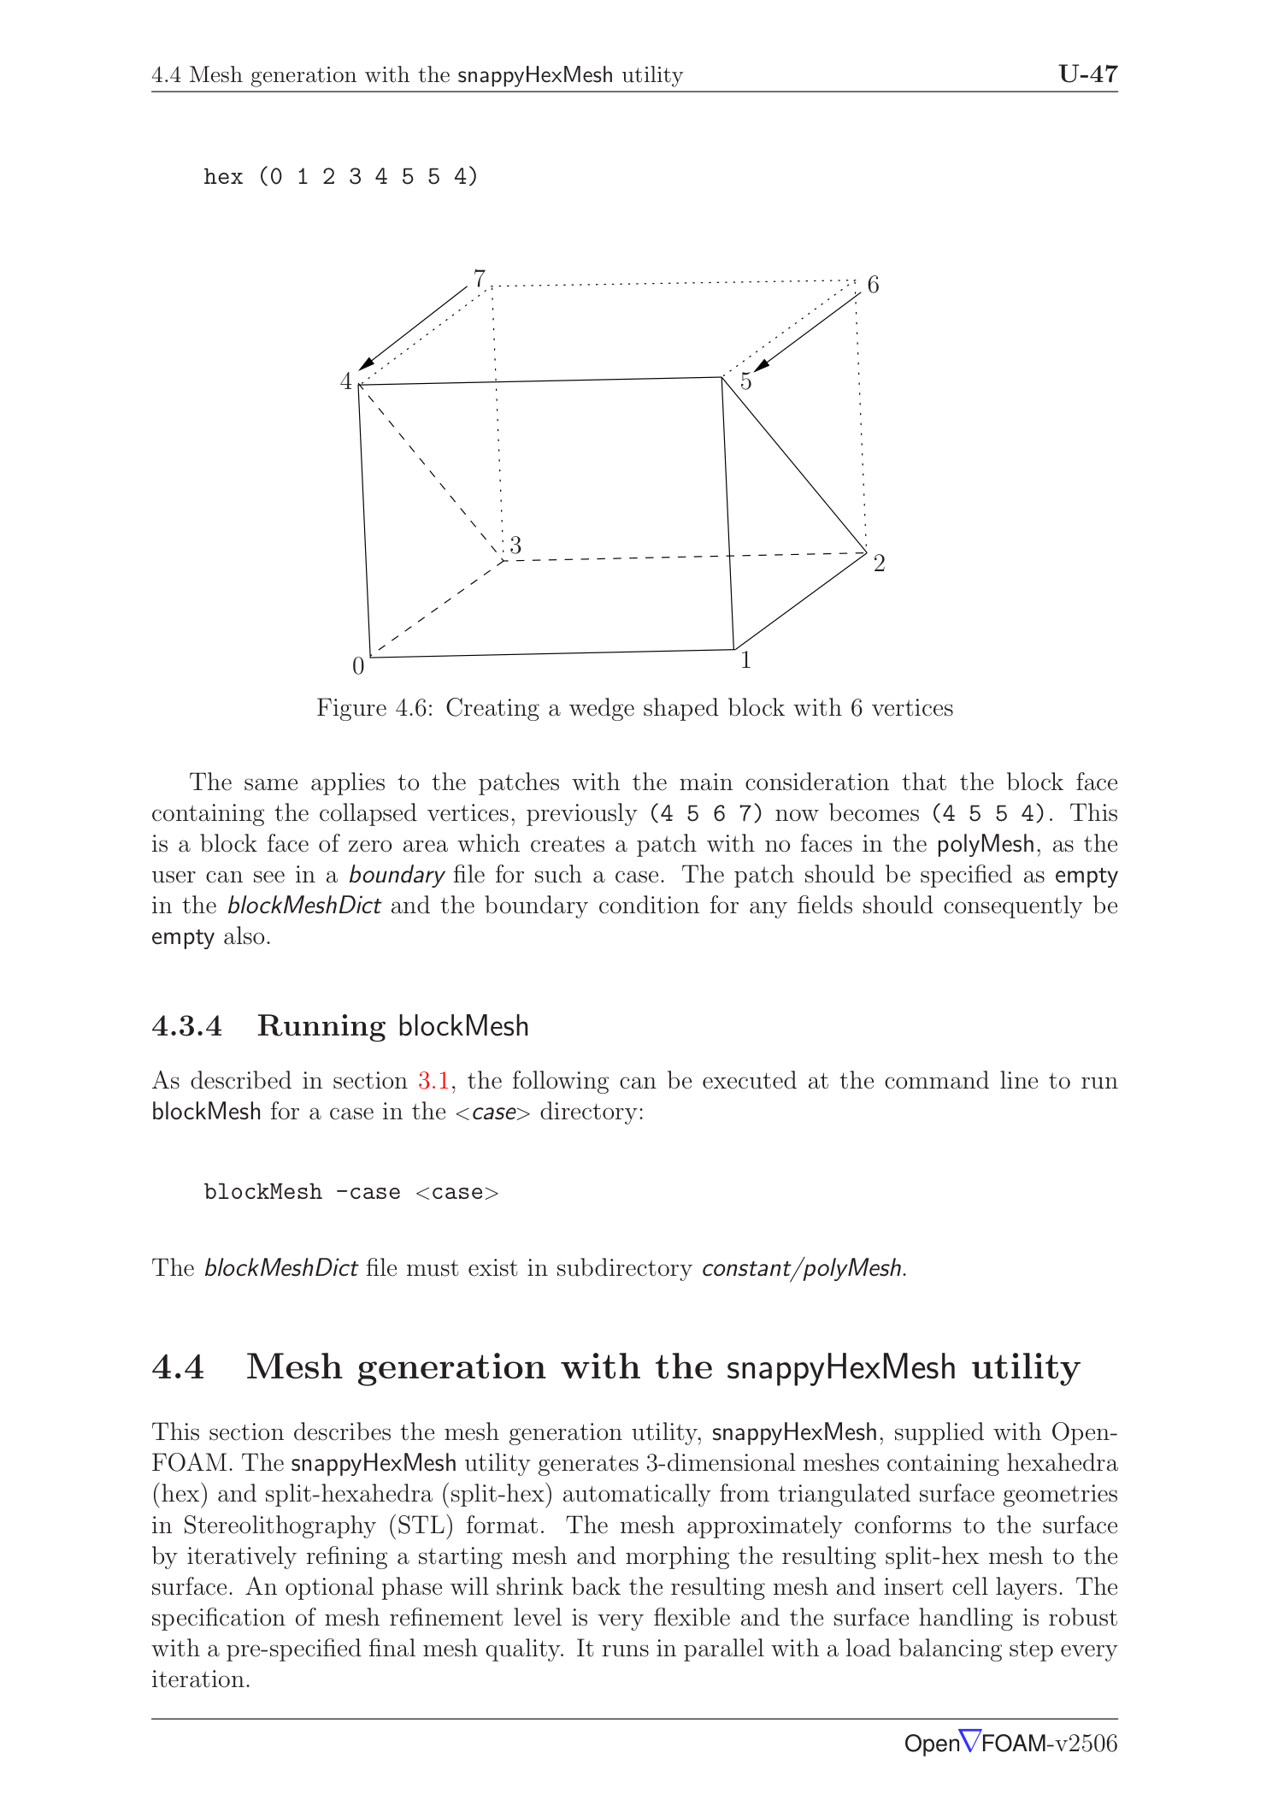 4.4 Mesh generation with the snappyHexMesh utility U-47
hex (0 1 2 3 4 5 5 4)
7
6
4
5
3
2
0
1
Figure 4.6: Creating a wedge shaped block with 6 vertices
The same applies to the patches with the main consideration that the block face
containing the collapsed vertices, previously (4 5 6 7) now becomes (4 5 5 4). This
is a block face of zero area which creates a patch with no faces in the polyMesh, as the
user can see in a boundary file for such a case. The patch should be specified as empty
in the blockMeshDict and the boundary condition for any fields should consequently be
empty also.
4.3.4 Running blockMesh
As described in section 3.1, the following can be executed at the command line to run
blockMesh for a case in the <case> directory:
blockMesh -case <case>
The blockMeshDict file must exist in subdirectory constant/polyMesh.
4.4 Mesh generation with the snappyHexMesh utility
This section describes the mesh generation utility, snappyHexMesh, supplied with Open-
FOAM. The snappyHexMesh utility generates 3-dimensional meshes containing hexahedra
(hex) and split-hexahedra (split-hex) automatically from triangulated surface geometries
in Stereolithography (STL) format. The mesh approximately conforms to the surface
by iteratively refining a starting mesh and morphing the resulting split-hex mesh to the
surface. An optional phase will shrink back the resulting mesh and insert cell layers. The
specification of mesh refinement level is very flexible and the surface handling is robust
with a pre-specified final mesh quality. It runs in parallel with a load balancing step every
iteration.
Open∇FOAM-v2506